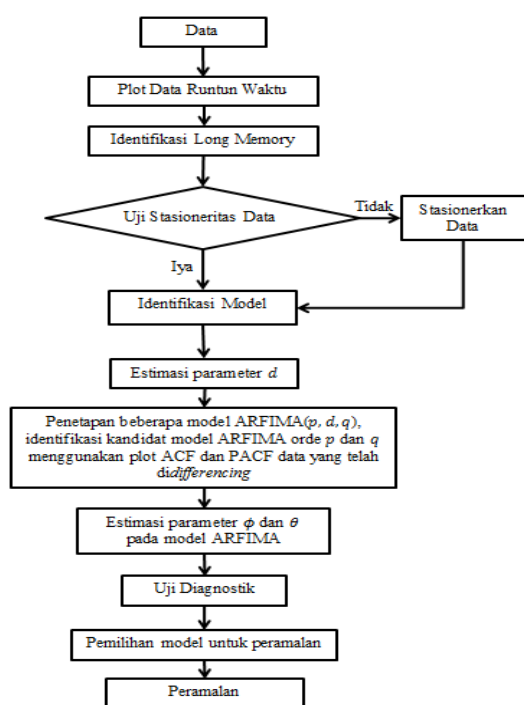 Data
Plot Data Runtun Waktu
Identifikasi Long Memory
Uji Stasioneritas Data
Tidak
Stasionerkan
Data
Iya
Identifikasi Model
Estimasi parameter d
Penetapan beberapa model ARFIMA(p, d, q),
identifikasi kandidat model ARFIMA orde p dan q
menggunakan plot ACF dan PACF data yang telah
didifferencing
Estimasi parameter ϕ dan θ
pada model ARFIMA
Uji Diagnostik
Pemilihan model untuk peramalan
Peramalan